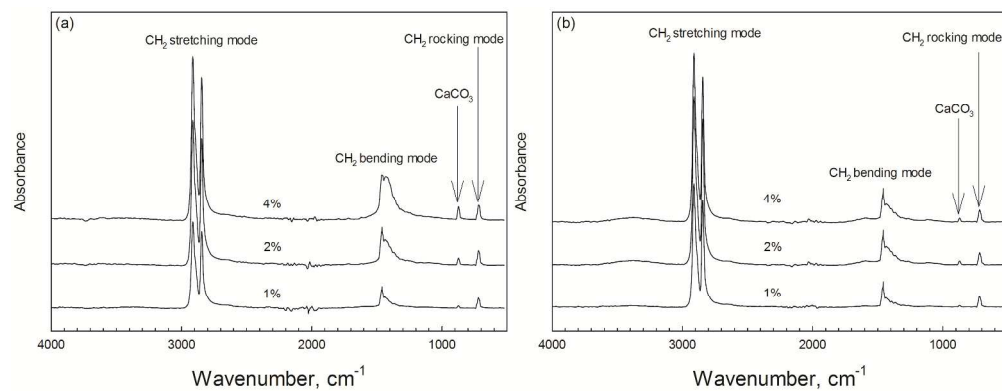 (a)
CH₂ stretching mode
CH₂ rocking mode
CaCO₃
CH₂ bending mode
4%
2%
1%
Absorbance
4000 3000 2000 1000
Wavenumber, cm⁻¹
(b)
CH₂ stretching mode
CH₂ rocking mode
CaCO₃
CH₂ bending mode
4%
2%
1%
Absorbance
4000 3000 2000 1000
Wavenumber, cm⁻¹